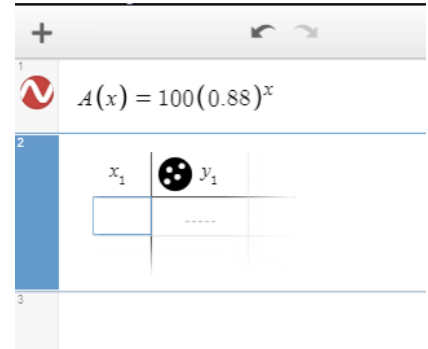 +
1
A(x) = 100(0.88)^x
2
x₁ y₁
-----
3